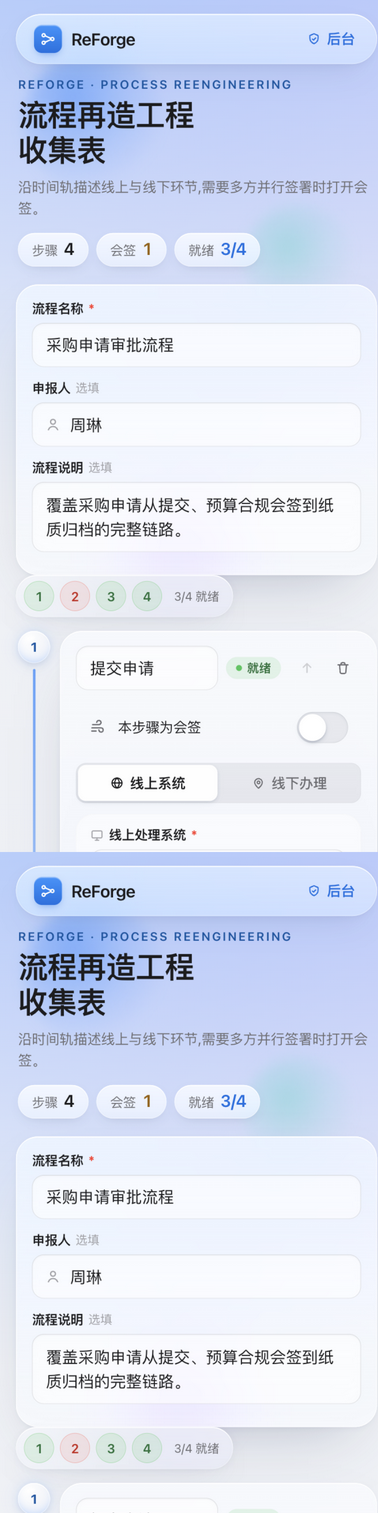 ReForge
后台
REFORGE · PROCESS REENGINEERING
流程再造工程
收集表
沿时间轨描述线上与线下环节,需要多方并行签署时打开会
签。
步骤 4
会签 1
就绪 3/4
流程名称 *
采购申请审批流程
申报人 选填
周琳
流程说明 选填
覆盖采购申请从提交、预算合规会签到纸
质归档的完整链路。
1 2 3 4 3/4 就绪
1
提交申请
就绪
本步骤为会签
线上系统
线下办理
线上处理系统 *
ReForge
后台
REFORGE · PROCESS REENGINEERING
流程再造工程
收集表
沿时间轨描述线上与线下环节,需要多方并行签署时打开会
签。
步骤 4
会签 1
就绪 3/4
流程名称 *
采购申请审批流程
申报人 选填
周琳
流程说明 选填
覆盖采购申请从提交、预算合规会签到纸
质归档的完整链路。
1 2 3 4 3/4 就绪
1